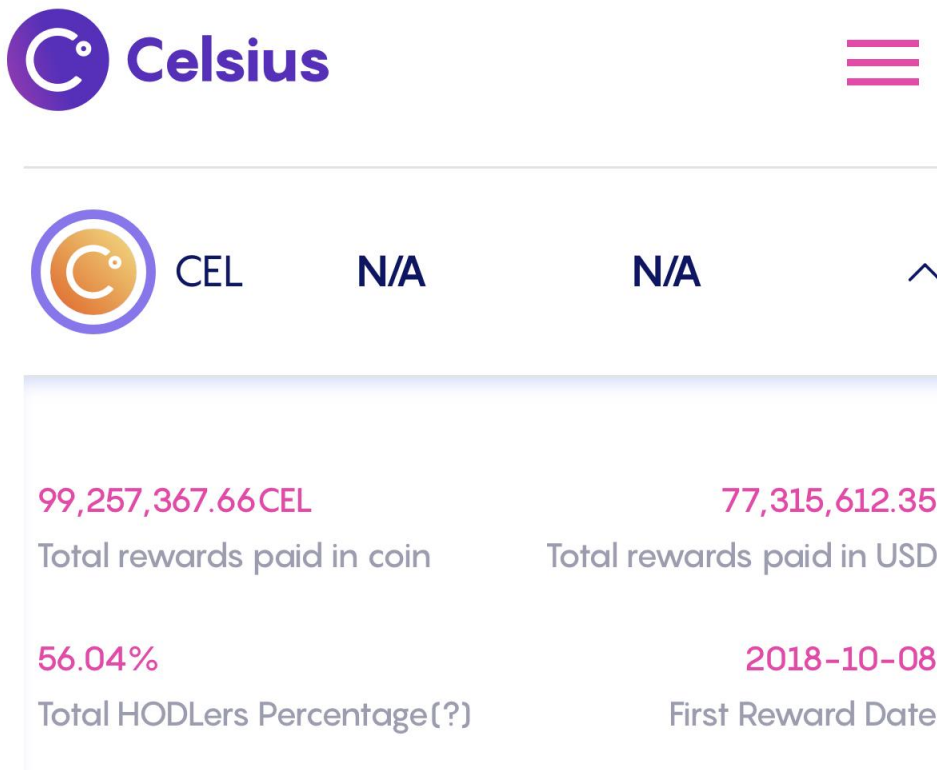 Celsius
CEL N/A N/A
99,257,367.66CEL 77,315,612.35
Total rewards paid in coin Total rewards paid in USD
56.04% 2018-10-08
Total HODLers Percentage(?) First Reward Date